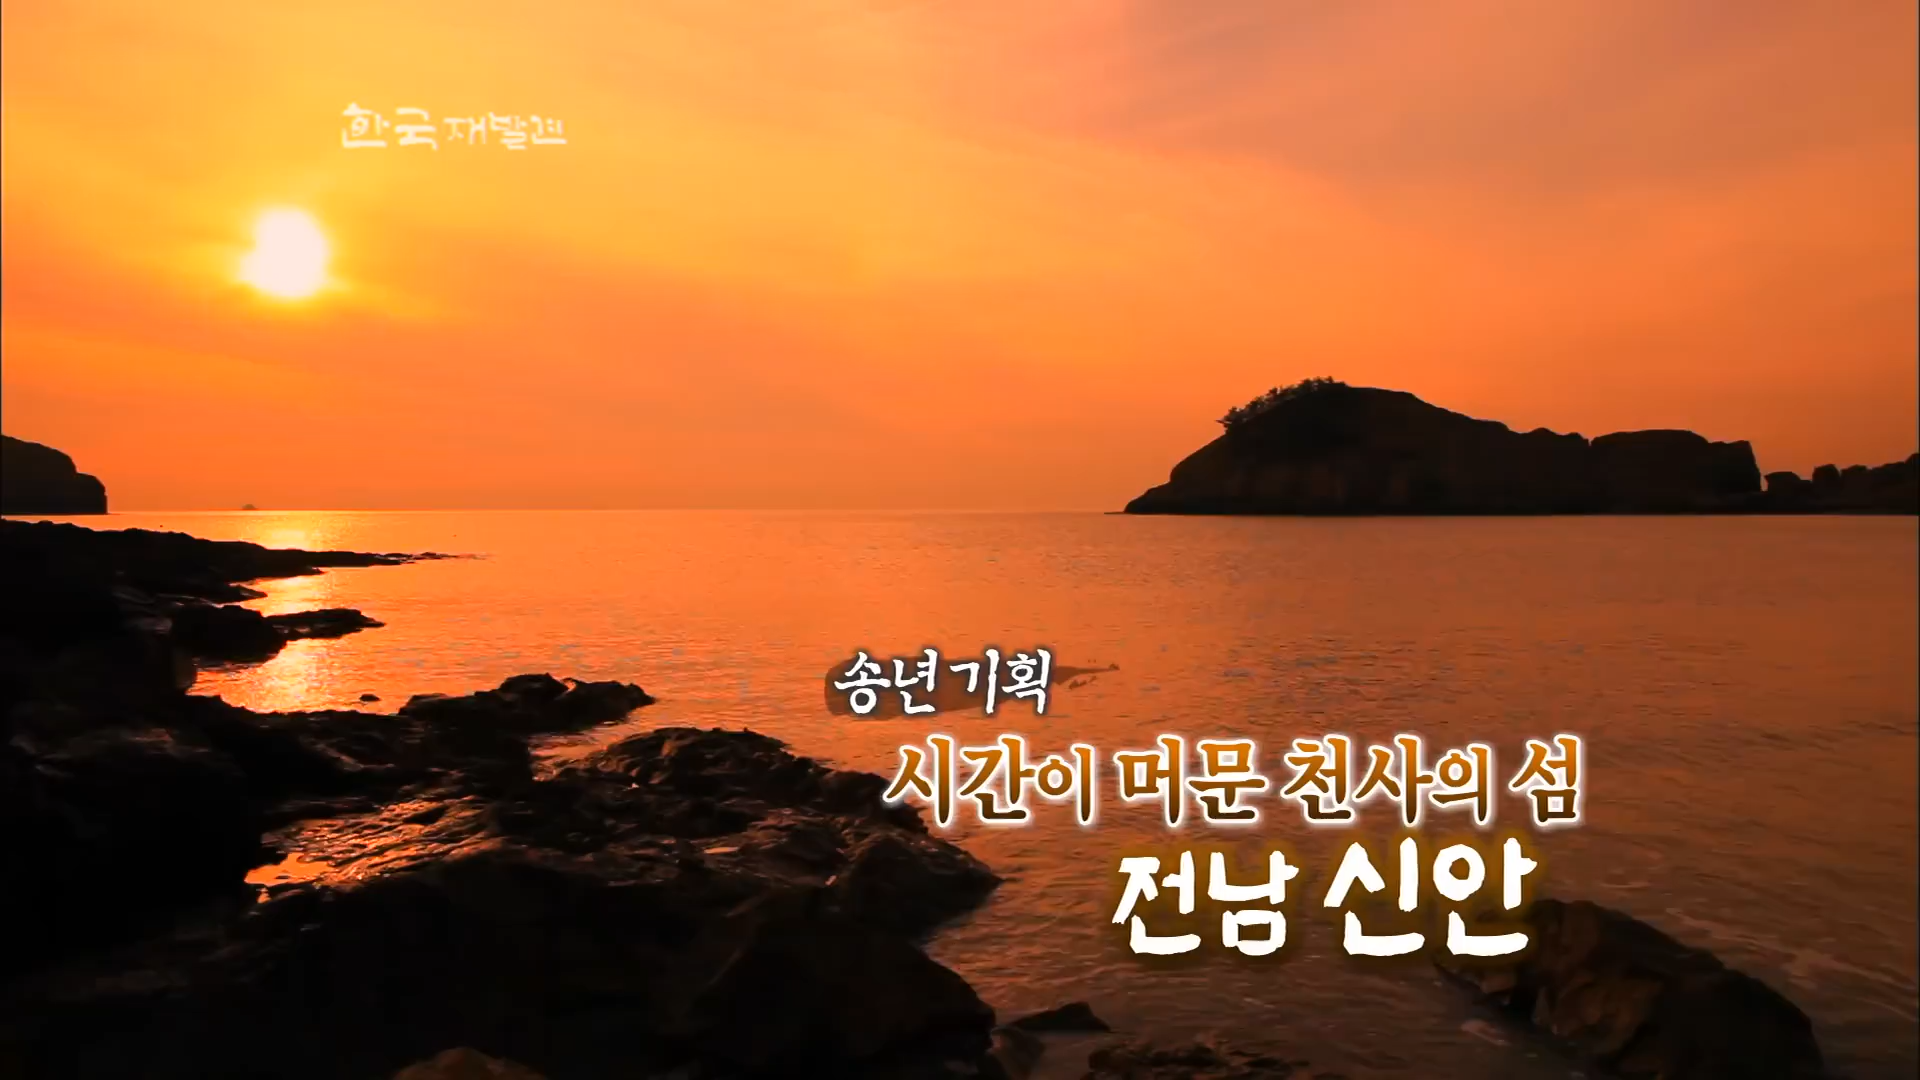 한국재발견
송년 기획
시간이 머문 천사의 섬
전남 신안